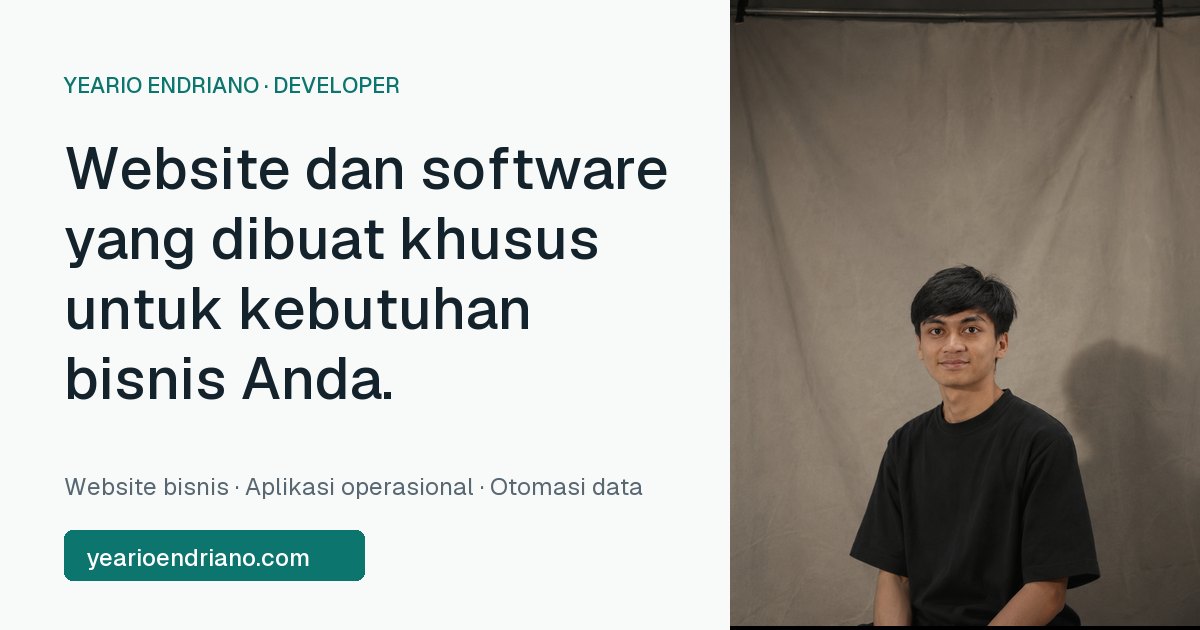 YEARIO ENDRIANO · DEVELOPER
Website dan software
yang dibuat khusus
untuk kebutuhan
bisnis Anda.
Website bisnis · Aplikasi operasional · Otomasi data
yearioendriano.com